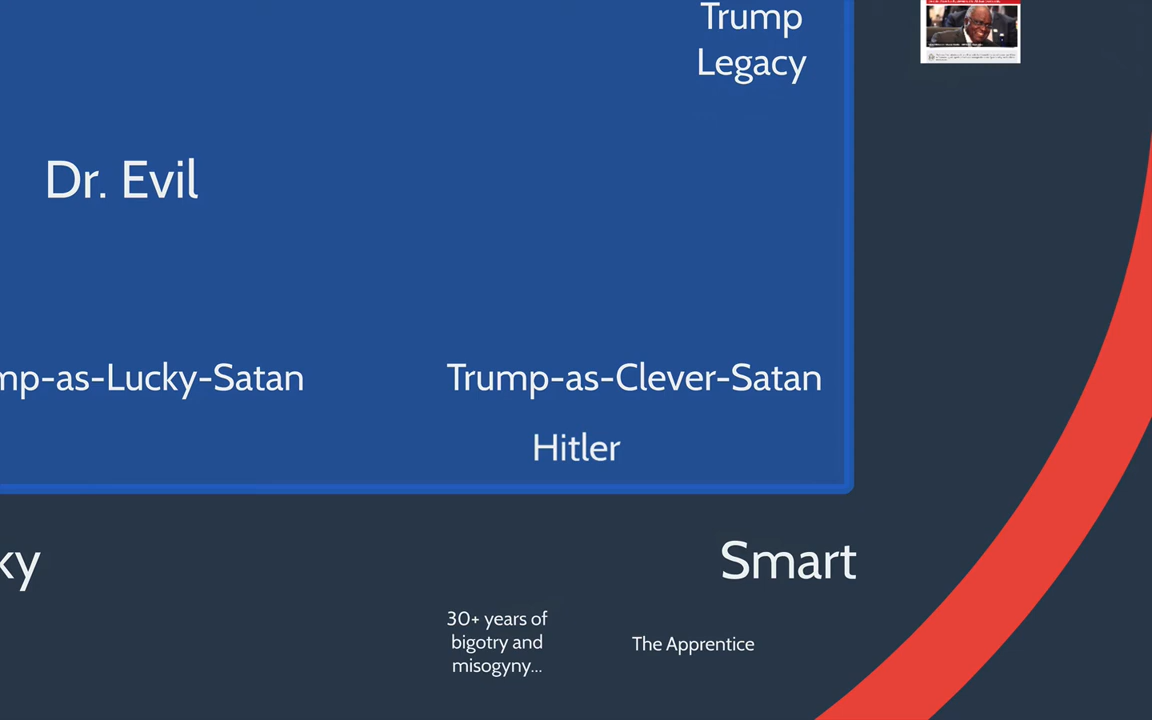 Trump
Legacy
Dr. Evil
mp-as-Lucky-Satan
Trump-as-Clever-Satan
Hitler
ky
Smart
30+ years of
bigotry and
misogyny...
The Apprentice